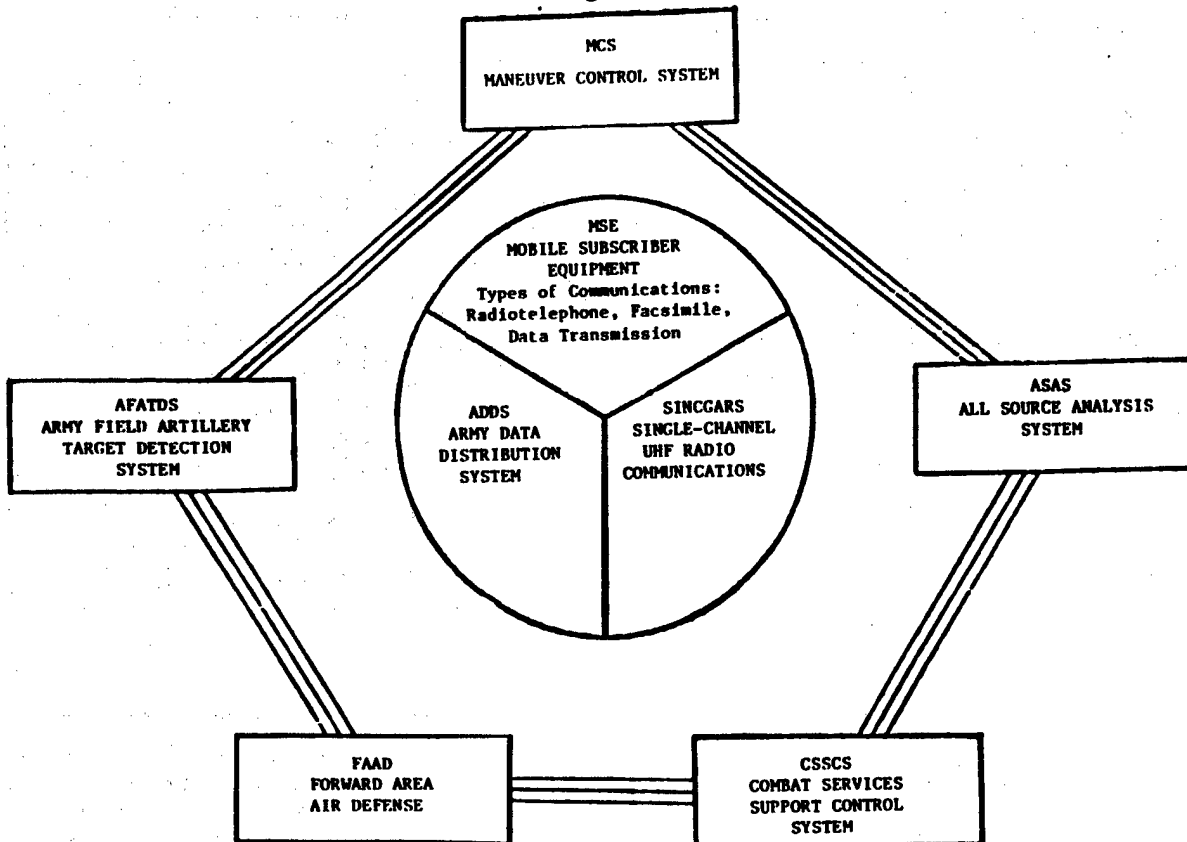 MCS
MANEUVER CONTROL SYSTEM
MSE
MOBILE SUBSCRIBER
EQUIPMENT
Types of Communications:
Radiotelephone, Facsimile,
Data Transmission
AFATDS
ARMY FIELD ARTILLERY
TARGET DETECTION
SYSTEM
ADDS
ARMY DATA
DISTRIBUTION
SYSTEM
SINCGARS
SINGLE-CHANNEL
UHF RADIO
COMMUNICATIONS
ASAS
ALL SOURCE ANALYSIS
SYSTEM
FAAD
FORWARD AREA
AIR DEFENSE
CSSCS
COMBAT SERVICES
SUPPORT CONTROL
SYSTEM